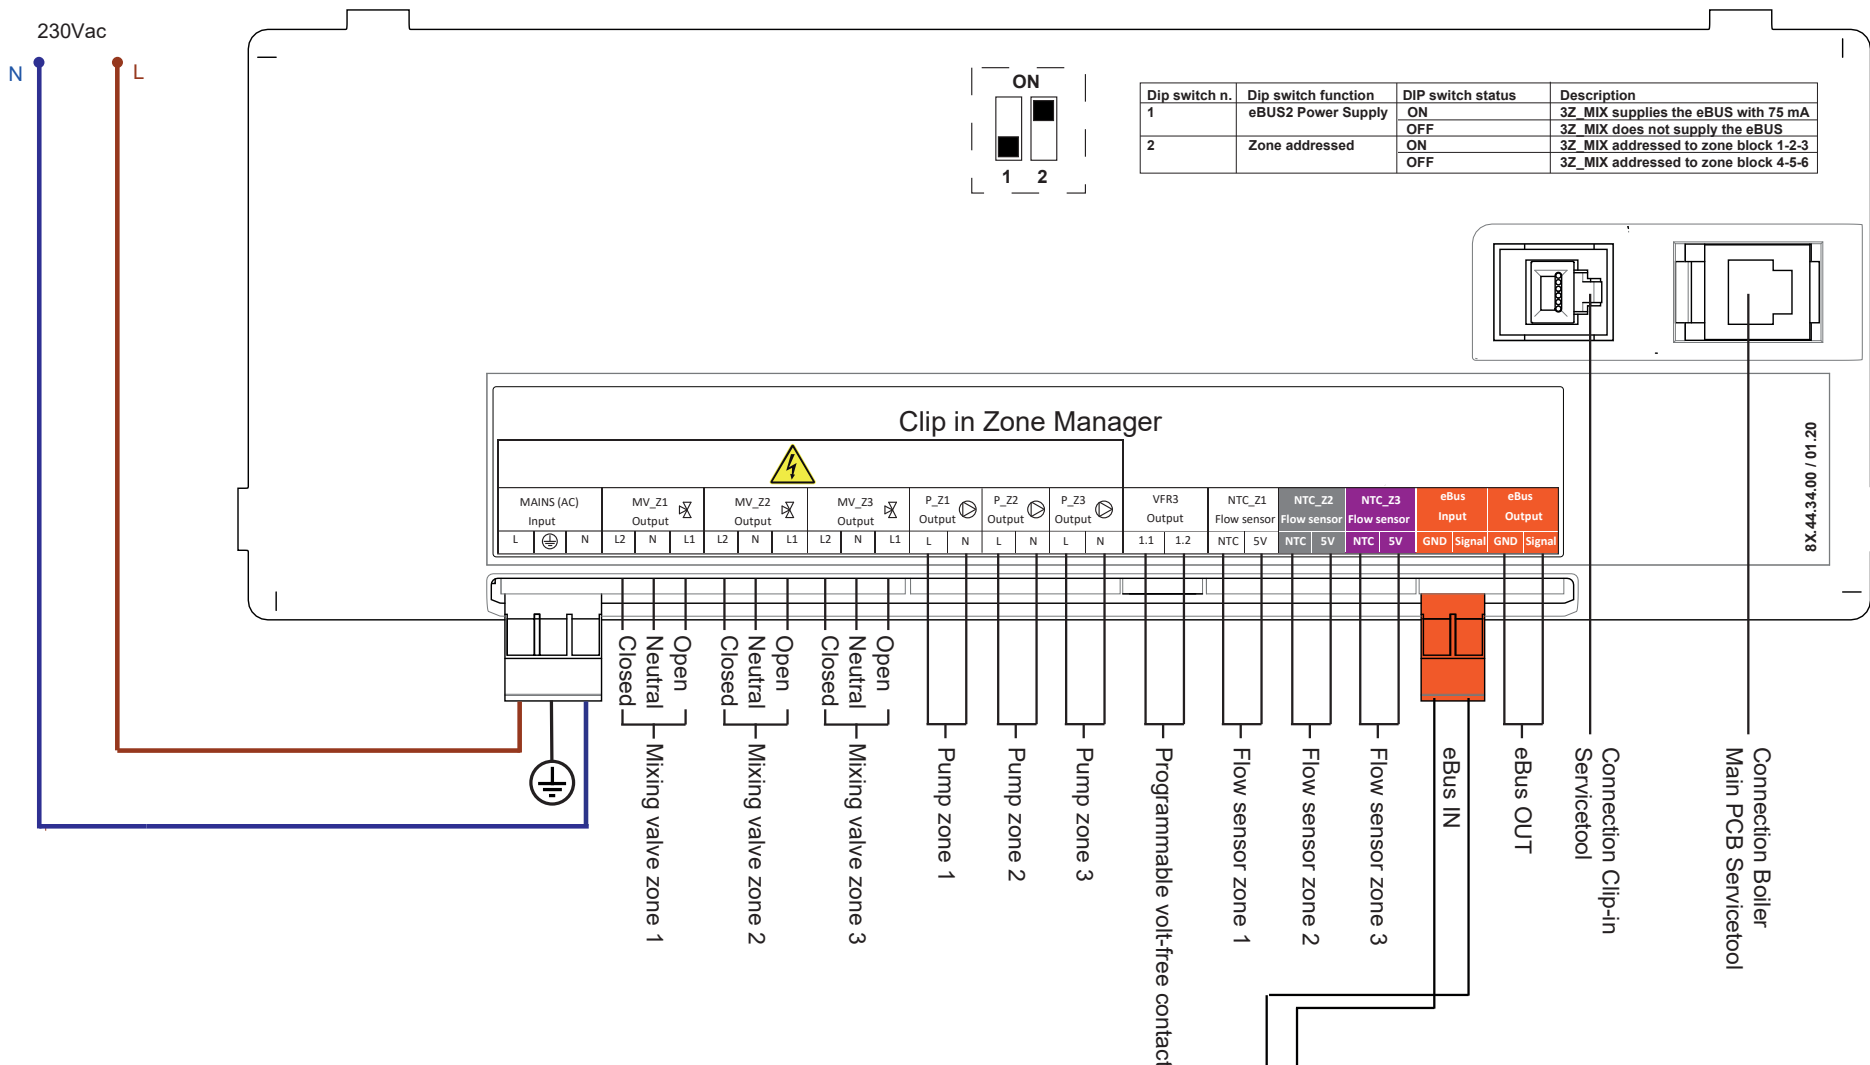 230Vac
N
L
ON
1 2
Dip switch n. Dip switch function DIP switch status Description
1 eBUS2 Power Supply ON 3Z_MIX supplies the eBUS with 75 mA
OFF 3Z_MIX does not supply the eBUS
2 Zone addressed ON 3Z_MIX addressed to zone block 1-2-3
OFF 3Z_MIX addressed to zone block 4-5-6
Clip in Zone Manager
8X.44.34.00 / 01.20
MAINS (AC) MV_Z1 MV_Z2 MV_Z3 P_Z1 P_Z2 P_Z3 VFR3 NTC_Z1 NTC_Z2 NTC_Z3 eBus eBus
Input Output Output Output Output Output Output Output Flow sensor Flow sensor Flow sensor Input Output
L N L2 N L1 L2 N L1 L2 N L1 L N L N L N 1.1 1.2 NTC 5V NTC 5V NTC 5V GND Signal GND Signal
Closed
Neutral
Open
Mixing valve zone 1
Closed
Neutral
Open
Mixing valve zone 2
Closed
Neutral
Open
Mixing valve zone 3
Pump zone 1
Pump zone 2
Pump zone 3
Programmable volt-free contact
Flow sensor zone 1
Flow sensor zone 2
Flow sensor zone 3
eBus IN
eBus OUT
Connection Clip-in
Servicetool
Connection Boiler
Main PCB Servicetool